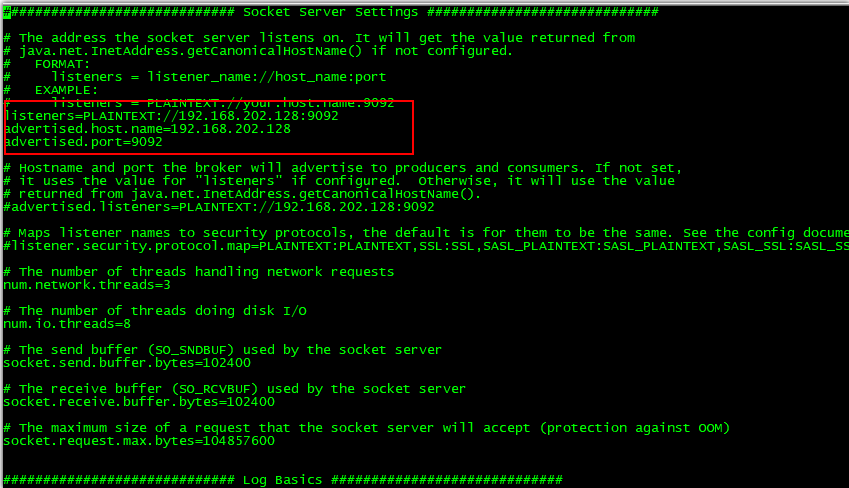 ############################# Socket Server Settings #############################
# The address the socket server listens on. It will get the value returned from
# java.net.InetAddress.getCanonicalHostName() if not configured.
#   FORMAT:
#     listeners = listener_name://host_name:port
#   EXAMPLE:
#     listeners = PLAINTEXT://your.host.name:9092
listeners=PLAINTEXT://192.168.202.128:9092
advertised.host.name=192.168.202.128
advertised.port=9092
# Hostname and port the broker will advertise to producers and consumers. If not set,
# it uses the value for "listeners" if configured.  Otherwise, it will use the value
# returned from java.net.InetAddress.getCanonicalHostName().
#advertised.listeners=PLAINTEXT://192.168.202.128:9092
# Maps listener names to security protocols, the default is for them to be the same. See the config docume
#listener.security.protocol.map=PLAINTEXT:PLAINTEXT,SSL:SSL,SASL_PLAINTEXT:SASL_PLAINTEXT,SASL_SSL:SASL_SS
# The number of threads handling network requests
num.network.threads=3
# The number of threads doing disk I/O
num.io.threads=8
# The send buffer (SO_SNDBUF) used by the socket server
socket.send.buffer.bytes=102400
# The receive buffer (SO_RCVBUF) used by the socket server
socket.receive.buffer.bytes=102400
# The maximum size of a request that the socket server will accept (protection against OOM)
socket.request.max.bytes=104857600
############################# Log Basics #############################